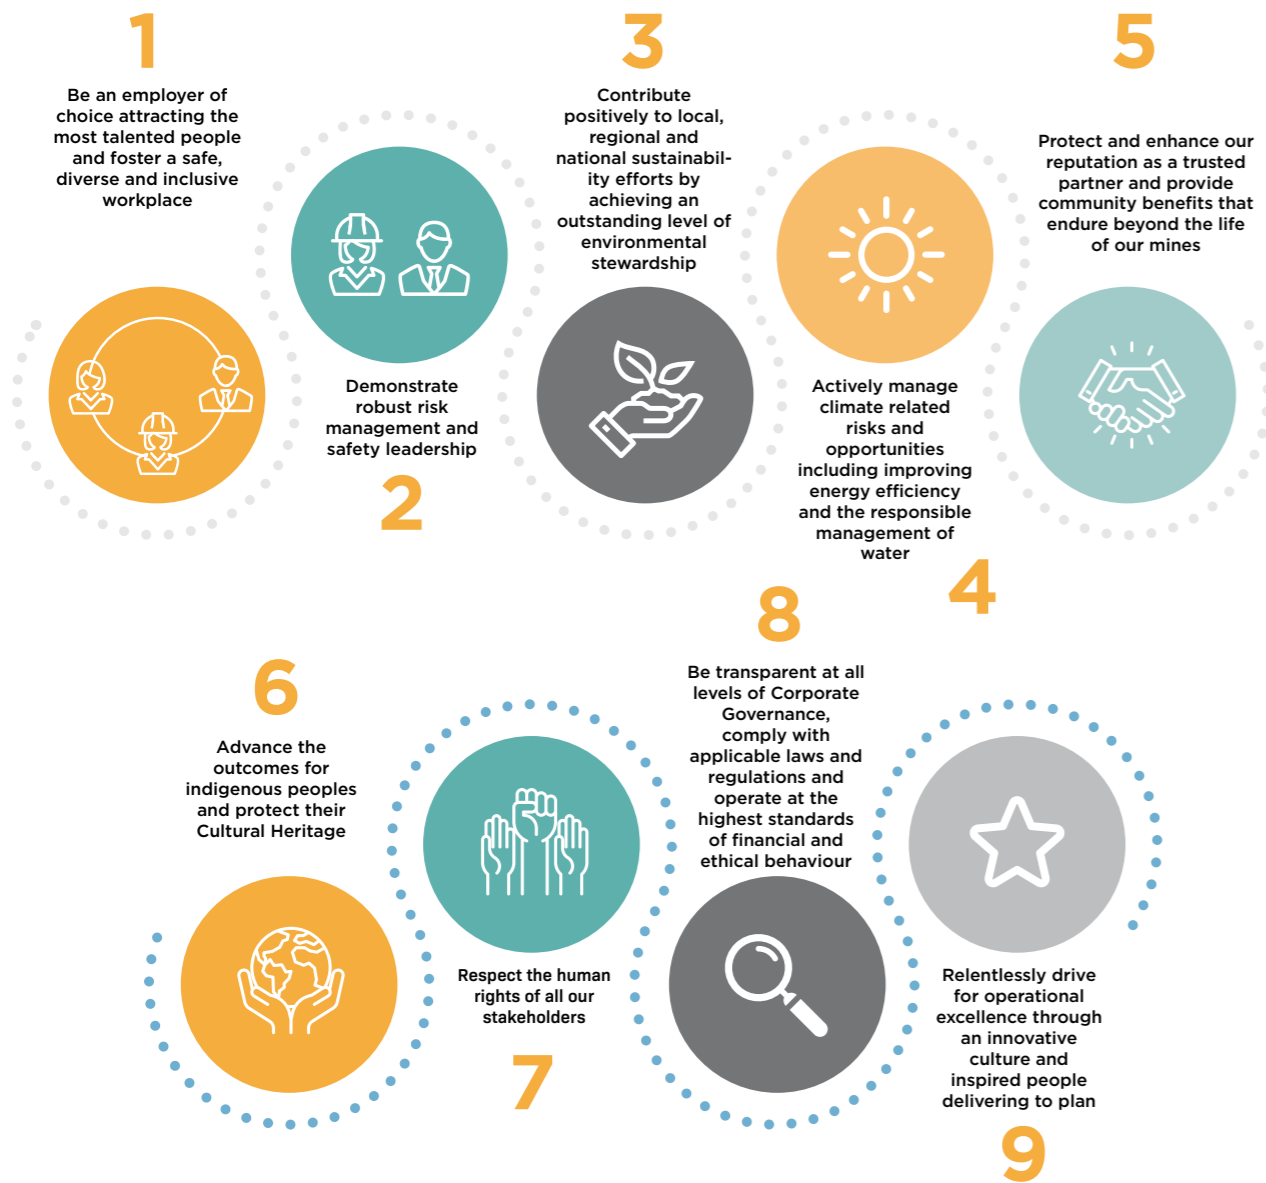 1
Be an employer of
choice attracting the
most talented people
and foster a safe,
diverse and inclusive
workplace
Demonstrate
robust risk
management and
safety leadership
2
3
Contribute
positively to local,
regional and
national sustainabil-
ity efforts by
achieving an
outstanding level of
environmental
stewardship
Actively manage
climate related
risks and
opportunities
including improving
energy efficiency
and the responsible
management of
water
4
5
Protect and enhance our
reputation as a trusted
partner and provide
community benefits that
endure beyond the life
of our mines
6
Advance the
outcomes for
indigenous peoples
and protect their
Cultural Heritage
Respect the human
rights of all our
stakeholders
7
8
Be transparent at all
levels of Corporate
Governance,
comply with
applicable laws and
regulations and
operate at the
highest standards
of financial and
ethical behaviour
Relentlessly drive
for operational
excellence through
an innovative
culture and
inspired people
delivering to plan
9